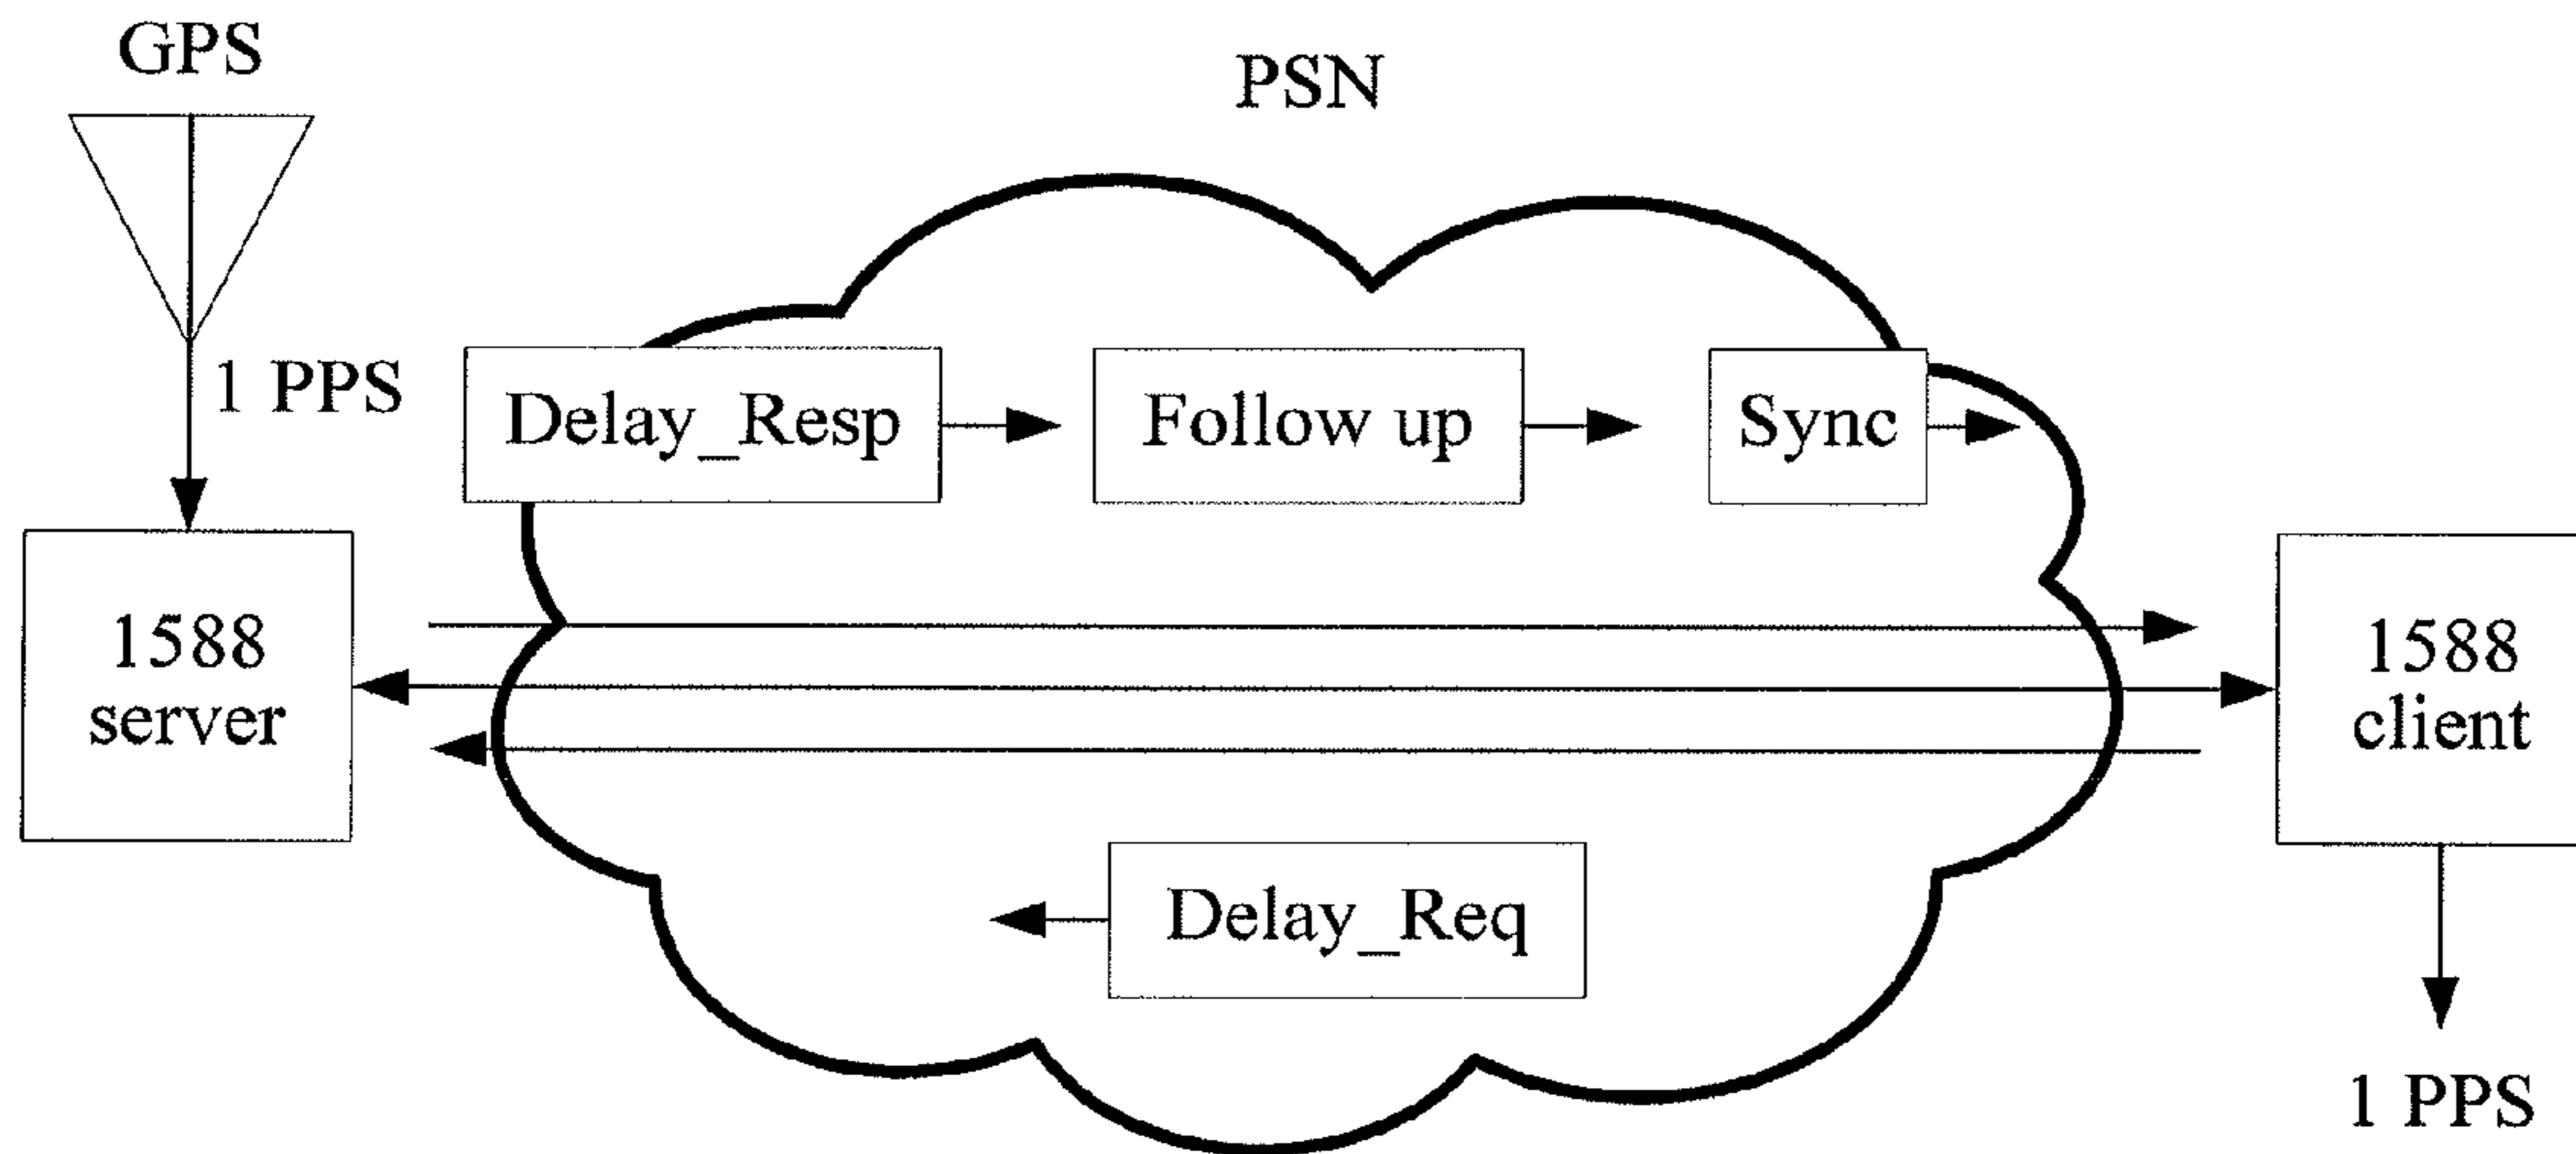 GPS
PSN
1 PPS
Delay_Resp
Follow up
Sync
1588
server
1588
client
Delay_Req
1 PPS